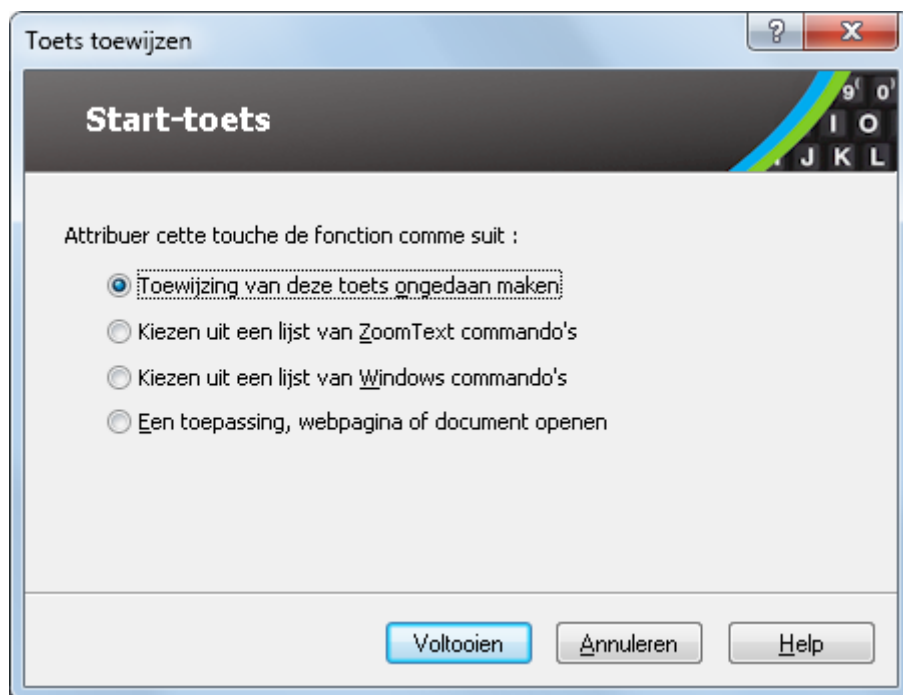 Toets toewijzen
Start-toets
9( 0)
I O
J K L
Attribuer cette touche de fonction comme suit :
Toewijzing van deze toets ongedaan maken
Kiezen uit een lijst van ZoomText commando's
Kiezen uit een lijst van Windows commando's
Een toepassing, webpagina of document openen
Voltooien Annuleren Help